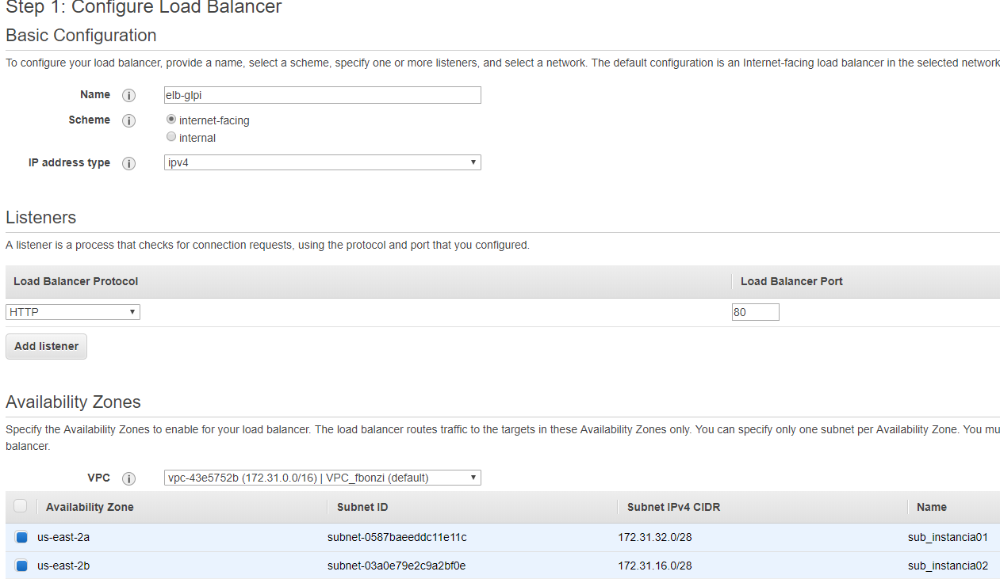 Step 1: Configure Load Balancer
Basic Configuration
To configure your load balancer, provide a name, select a scheme, specify one or more listeners, and select a network. The default configuration is an Internet-facing load balancer in the selected network
Name i elb-glpi
Scheme i internet-facing
internal
IP address type i ipv4
Listeners
A listener is a process that checks for connection requests, using the protocol and port that you configured.
Load Balancer Protocol Load Balancer Port
HTTP 80
Add listener
Availability Zones
Specify the Availability Zones to enable for your load balancer. The load balancer routes traffic to the targets in these Availability Zones only. You can specify only one subnet per Availability Zone. You mu
balancer.
VPC i vpc-43e5752b (172.31.0.0/16) | VPC_fbonzi (default)
Availability Zone Subnet ID Subnet IPv4 CIDR Name
us-east-2a subnet-0587baeeddc11e11c 172.31.32.0/28 sub_instancia01
us-east-2b subnet-03a0e79e2c9a2bf0e 172.31.16.0/28 sub_instancia02